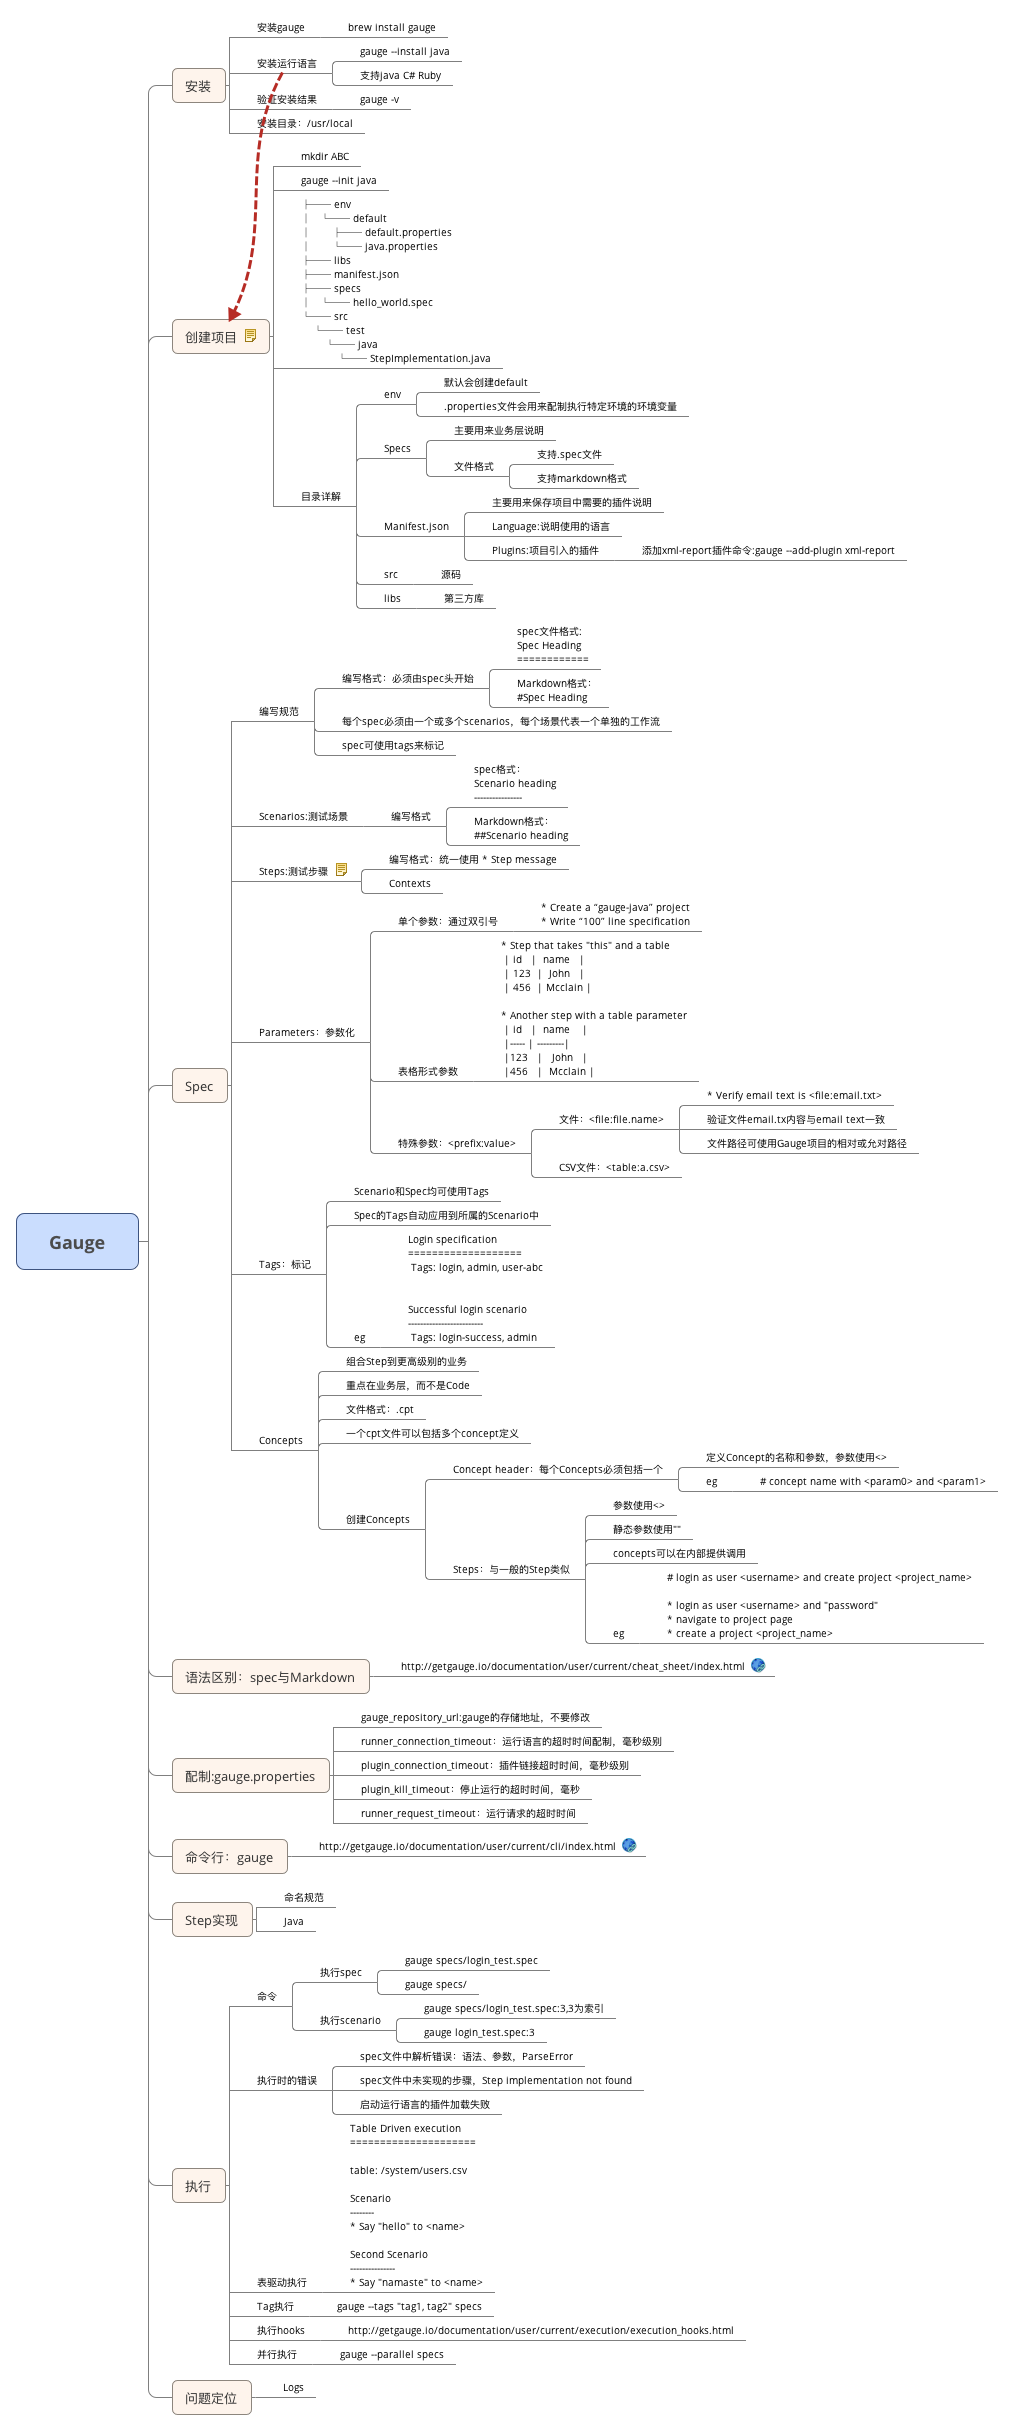 Gauge
安装
安装gauge
brew install gauge
安装运行语言
gauge --install java
支持java C# Ruby
验证安装结果
gauge -v
安装目录：/usr/local
创建项目
mkdir ABC
gauge --init java
├── env
│   └── default
│       ├── default.properties
│       └── java.properties
├── libs
├── manifest.json
├── specs
│   └── hello_world.spec
└── src
    └── test
        └── java
            └── StepImplementation.java
目录详解
env
默认会创建default
.properties文件会用来配制执行特定环境的环境变量
Specs
主要用来业务层说明
文件格式
支持.spec文件
支持markdown格式
Manifest.json
主要用来保存项目中需要的插件说明
Language:说明使用的语言
Plugins:项目引入的插件
添加xml-report插件命令:gauge --add-plugin xml-report
src
源码
libs
第三方库
Spec
编写规范
编写格式：必须由spec头开始
spec文件格式:
Spec Heading
============
Markdown格式：
#Spec Heading
每个spec必须由一个或多个scenarios，每个场景代表一个单独的工作流
spec可使用tags来标记
Scenarios:测试场景
编写格式
spec格式：
Scenario heading
----------------
Markdown格式：
##Scenario heading
Steps:测试步骤
编写格式：统一使用 * Step message
Contexts
Parameters：参数化
单个参数：通过双引号
* Create a “gauge-java” project
* Write “100” line specification
表格形式参数
* Step that takes "this" and a table
| id   |  name   |
| 123  |  John   |
| 456  | Mcclain |
* Another step with a table parameter
| id   |  name    |
|----- | ---------|
|123   |   John   |
|456   |  Mcclain |
特殊参数：<prefix:value>
文件：<file:file.name>
* Verify email text is <file:email.txt>
验证文件email.tx内容与email text一致
文件路径可使用Gauge项目的相对或允对路径
CSV文件：<table:a.csv>
Tags：标记
Scenario和Spec均可使用Tags
Spec的Tags自动应用到所属的Scenario中
eg
Login specification
===================
Tags: login, admin, user-abc
Successful login scenario
-------------------------
Tags: login-success, admin
Concepts
组合Step到更高级别的业务
重点在业务层，而不是Code
文件格式：.cpt
一个cpt文件可以包括多个concept定义
创建Concepts
Concept header：每个Concepts必须包括一个
定义Concept的名称和参数，参数使用<>
eg
# concept name with <param0> and <param1>
Steps：与一般的Step类似
参数使用<>
静态参数使用""
concepts可以在内部提供调用
eg
# login as user <username> and create project <project_name>
* login as user <username> and "password"
* navigate to project page
* create a project <project_name>
语法区别：spec与Markdown
http://getgauge.io/documentation/user/current/cheat_sheet/index.html
配制:gauge.properties
gauge_repository_url:gauge的存储地址，不要修改
runner_connection_timeout：运行语言的超时时间配制，毫秒级别
plugin_connection_timeout：插件链接超时时间，毫秒级别
plugin_kill_timeout：停止运行的超时时间，毫秒
runner_request_timeout：运行请求的超时时间
命令行：gauge
http://getgauge.io/documentation/user/current/cli/index.html
Step实现
命名规范
Java
执行
命令
执行spec
gauge specs/login_test.spec
gauge specs/
执行scenario
gauge specs/login_test.spec:3,3为索引
gauge login_test.spec:3
执行时的错误
spec文件中解析错误：语法、参数，ParseError
spec文件中未实现的步骤，Step implementation not found
启动运行语言的插件加载失败
表驱动执行
Table Driven execution
=====================
table: /system/users.csv
Scenario
--------
* Say "hello" to <name>
Second Scenario
---------------
* Say "namaste" to <name>
Tag执行
gauge --tags "tag1, tag2" specs
执行hooks
http://getgauge.io/documentation/user/current/execution/execution_hooks.html
并行执行
gauge --parallel specs
问题定位
Logs